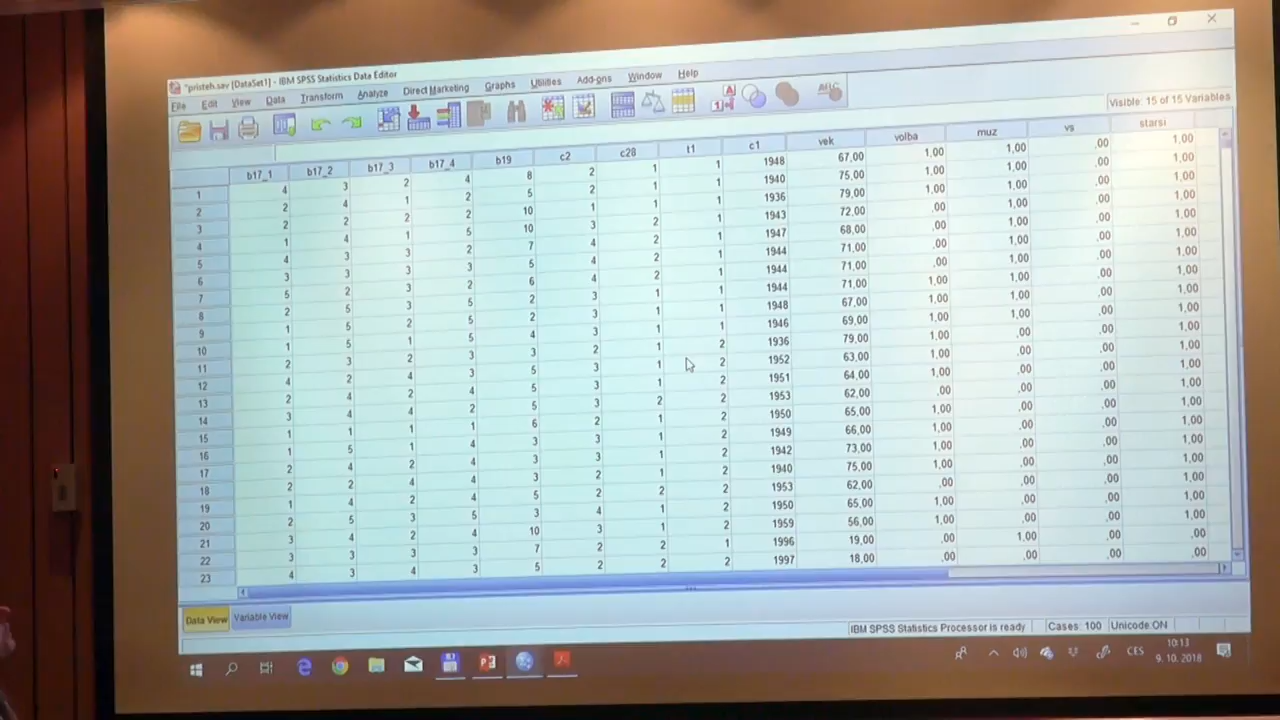 *pristeh.sav [DataSet1] - IBM SPSS Statistics Data Editor
File Edit View Data Transform Analyze Direct Marketing Graphs Utilities Add-ons Window Help
Visible: 15 of 15 Variables
b17_1 b17_2 b17_3 b17_4 b19 c2 c28 t1 c1 vek volba muz vs starsi
1 4 3 2 4 8 2 1 1 1948 67,00 1,00 1,00 ,00 1,00
2 2 4 1 2 5 2 1 1 1940 75,00 1,00 1,00 ,00 1,00
3 2 2 2 2 10 1 1 1 1936 79,00 1,00 1,00 ,00 1,00
4 1 4 1 5 10 3 2 1 1943 72,00 ,00 1,00 ,00 1,00
5 4 3 3 2 7 4 2 1 1947 68,00 ,00 1,00 ,00 1,00
6 3 3 3 3 5 4 2 1 1944 71,00 ,00 1,00 ,00 1,00
7 5 2 3 2 6 4 2 1 1944 71,00 ,00 1,00 ,00 1,00
8 2 5 3 5 2 3 1 1 1944 71,00 1,00 1,00 ,00 1,00
9 1 5 2 5 2 3 1 1 1948 67,00 1,00 1,00 ,00 1,00
10 1 5 1 5 4 3 1 1 1946 69,00 1,00 1,00 ,00 1,00
11 2 3 2 3 3 2 1 2 1936 79,00 1,00 ,00 ,00 1,00
12 4 2 4 3 5 3 1 2 1952 63,00 1,00 ,00 ,00 1,00
13 2 4 2 4 3 3 1 2 1951 64,00 1,00 ,00 ,00 1,00
14 3 4 4 2 5 3 2 2 1953 62,00 ,00 ,00 ,00 1,00
15 1 1 1 1 6 2 1 2 1950 65,00 1,00 ,00 ,00 1,00
16 1 5 1 4 3 3 1 2 1949 66,00 1,00 ,00 ,00 1,00
17 2 4 2 4 3 3 1 2 1942 73,00 1,00 ,00 ,00 1,00
18 2 2 4 4 3 2 1 2 1940 75,00 1,00 ,00 ,00 1,00
19 1 4 2 4 5 2 2 2 1953 62,00 ,00 ,00 ,00 1,00
20 2 5 3 5 3 4 1 2 1950 65,00 1,00 ,00 ,00 1,00
21 3 4 2 4 10 3 1 2 1959 56,00 1,00 ,00 ,00 1,00
22 3 3 3 3 7 2 2 1 1996 19,00 ,00 1,00 ,00 ,00
23 4 3 4 3 5 2 2 2 1997 18,00 ,00 ,00 ,00 ,00
Data View Variable View
IBM SPSS Statistics Processor is ready Cases: 100 Unicode:ON
CES 10:13
9. 10. 2018